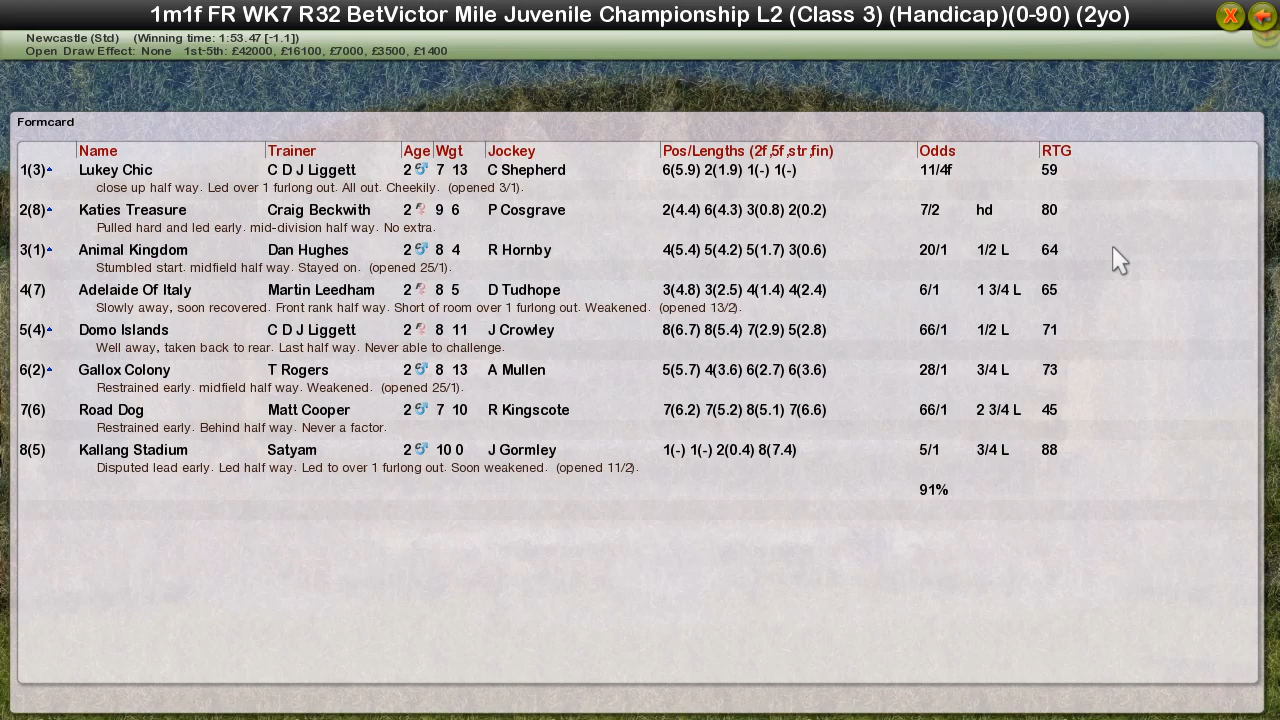 1m1f FR WK7 R32 BetVictor Mile Juvenile Championship L2 (Class 3) (Handicap)(0-90) (2yo)
Newcastle (Std) (Winning time: 1:53.47 [-1.1])
Open Draw Effect: None 1st-5th: £42000, £16100, £7000, £3500, £1400
Formcard
Name Trainer Age Wgt Jockey Pos/Lengths (2f,5f,str,fin) Odds RTG
1(3) Lukey Chic C D J Liggett 2 7 13 C Shepherd 6(5.9) 2(1.9) 1(-) 1(-) 11/4f 59
close up half way. Led over 1 furlong out. All out. Cheekily. (opened 3/1).
2(8) Katies Treasure Craig Beckwith 2 9 6 P Cosgrave 2(4.4) 6(4.3) 3(0.8) 2(0.2) 7/2 hd 80
Pulled hard and led early. mid-division half way. No extra.
3(1) Animal Kingdom Dan Hughes 2 8 4 R Hornby 4(5.4) 5(4.2) 5(1.7) 3(0.6) 20/1 1/2 L 64
Stumbled start. midfield half way. Stayed on. (opened 25/1).
4(7) Adelaide Of Italy Martin Leedham 2 8 5 D Tudhope 3(4.8) 3(2.5) 4(1.4) 4(2.4) 6/1 1 3/4 L 65
Slowly away, soon recovered. Front rank half way. Short of room over 1 furlong out. Weakened. (opened 13/2).
5(4) Domo Islands C D J Liggett 2 8 11 J Crowley 8(6.7) 8(5.4) 7(2.9) 5(2.8) 66/1 1/2 L 71
Well away, taken back to rear. Last half way. Never able to challenge.
6(2) Gallox Colony T Rogers 2 8 13 A Mullen 5(5.7) 4(3.6) 6(2.7) 6(3.6) 28/1 3/4 L 73
Restrained early. midfield half way. Weakened. (opened 25/1).
7(6) Road Dog Matt Cooper 2 7 10 R Kingscote 7(6.2) 7(5.2) 8(5.1) 7(6.6) 66/1 2 3/4 L 45
Restrained early. Behind half way. Never a factor.
8(5) Kallang Stadium Satyam 2 10 0 J Gormley 1(-) 1(-) 2(0.4) 8(7.4) 5/1 3/4 L 88
Disputed lead early. Led half way. Led to over 1 furlong out. Soon weakened. (opened 11/2).
91%